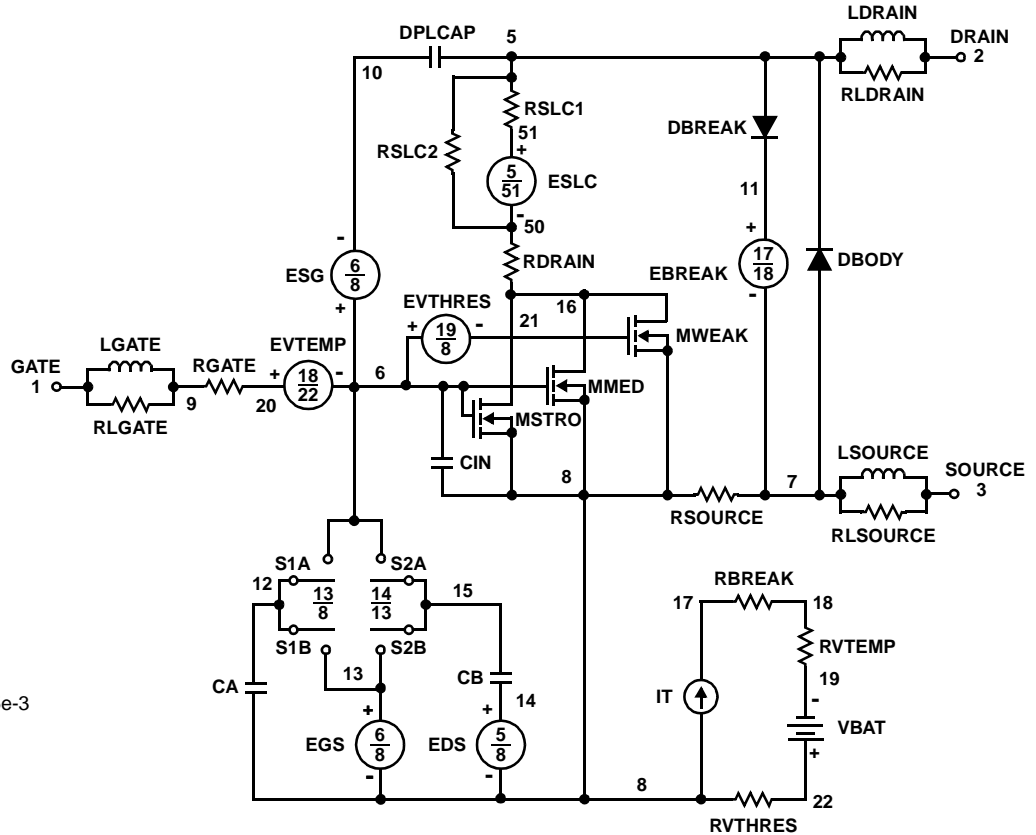 LDRAIN
DPLCAP
5
DRAIN
2
10
RLDRAIN
RSLC1
DBREAK
51
+
RSLC2
5
51
ESLC
11
-
50
-
+
17
18
DBODY
6
8
ESG
RDRAIN
EBREAK
+
-
16
EVTHRES
+
19
8
-
21
MWEAK
LGATE
EVTEMP
GATE
1
RGATE
+
18
22
-
6
MMED
9
20
MSTRO
RLGATE
LSOURCE
CIN
8
7
SOURCE
3
RSOURCE
RLSOURCE
S1A
S2A
12
13
8
14
13
15
RBREAK
17
18
S1B
S2B
RVTEMP
13
CB
19
CA
14
IT
-
e-3
+
+
VBAT
EGS
6
8
EDS
5
8
+
-
-
8
22
RVTHRES